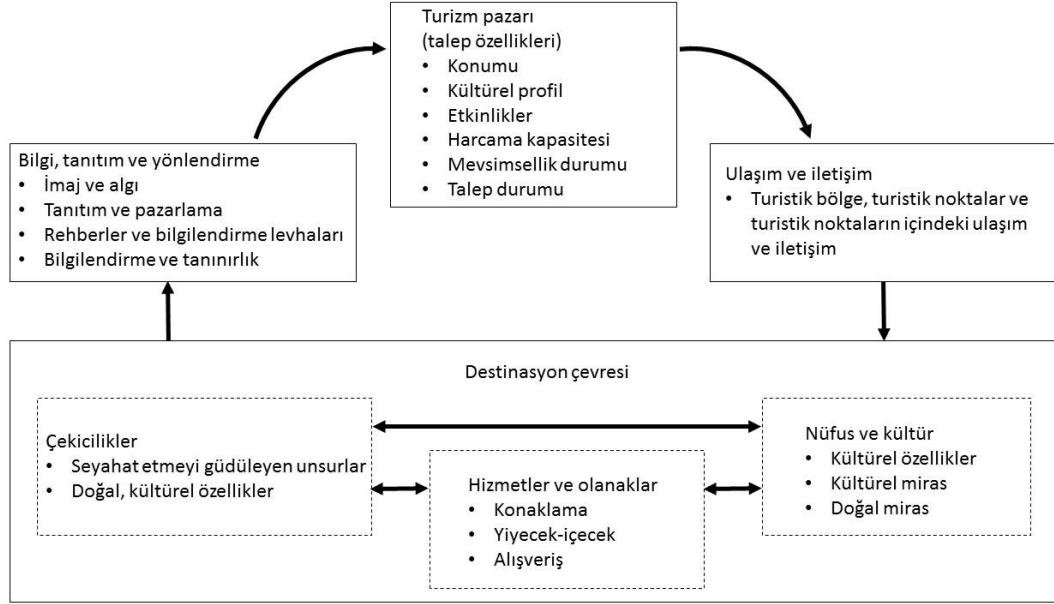 Turizm pazarı
(talep özellikleri)
• Konumu
• Kültürel profil
• Etkinlikler
• Harcama kapasitesi
• Mevsimsellik durumu
• Talep durumu
Bilgi, tanıtım ve yönlendirme
• İmaj ve algı
• Tanıtım ve pazarlama
• Rehberler ve bilgilendirme levhaları
• Bilgilendirme ve tanınırlık
Ulaşım ve iletişim
• Turistik bölge, turistik noktalar ve
turistik noktaların içindeki ulaşım
ve iletişim
Destinasyon çevresi
Çekicilikler
• Seyahat etmeyi güdüleyen unsurlar
• Doğal, kültürel özellikler
Hizmetler ve olanaklar
• Konaklama
• Yiyecek-içecek
• Alışveriş
Nüfus ve kültür
• Kültürel özellikler
• Kültürel miras
• Doğal miras